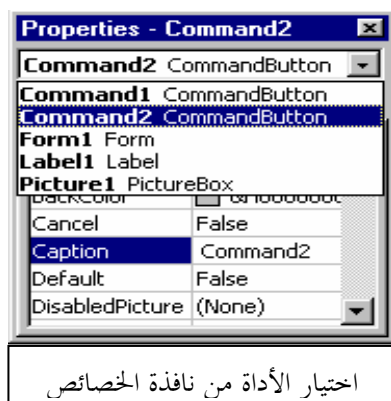 Properties - Command2
Command2 CommandButton
Command1 CommandButton
Command2 CommandButton
Form1 Form
Label1 Label
Picture1 PictureBox
Cancel False
Caption Command2
Default False
DisabledPicture (None)
اختيار الأداة من نافذة الخصائص